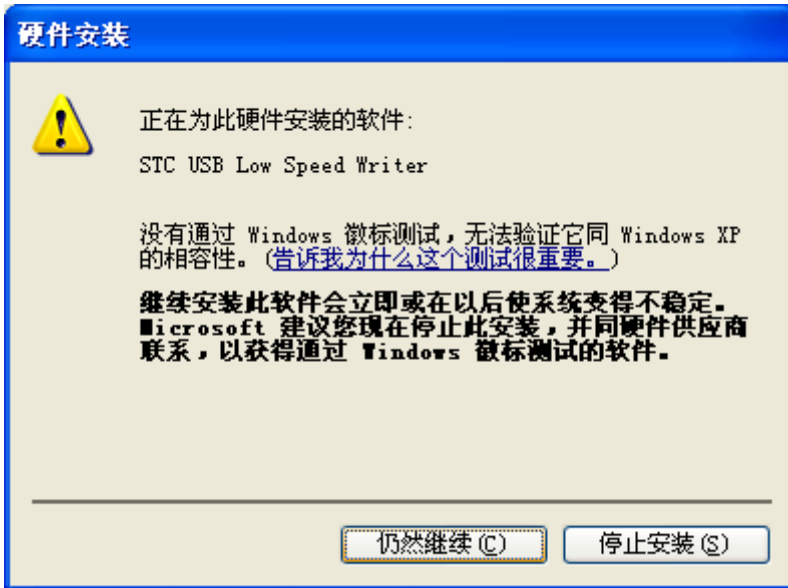 硬件安装
正在为此硬件安装的软件:
STC USB Low Speed Writer
没有通过 Windows 徽标测试，无法验证它同 Windows XP
的相容性。(告诉我为什么这个测试很重要。)
继续安装此软件会立即或在以后使系统变得不稳定。
Microsoft 建议您现在停止此安装，并同硬件供应商
联系，以获得通过 Windows 徽标测试的软件。
仍然继续(C)
停止安装(S)